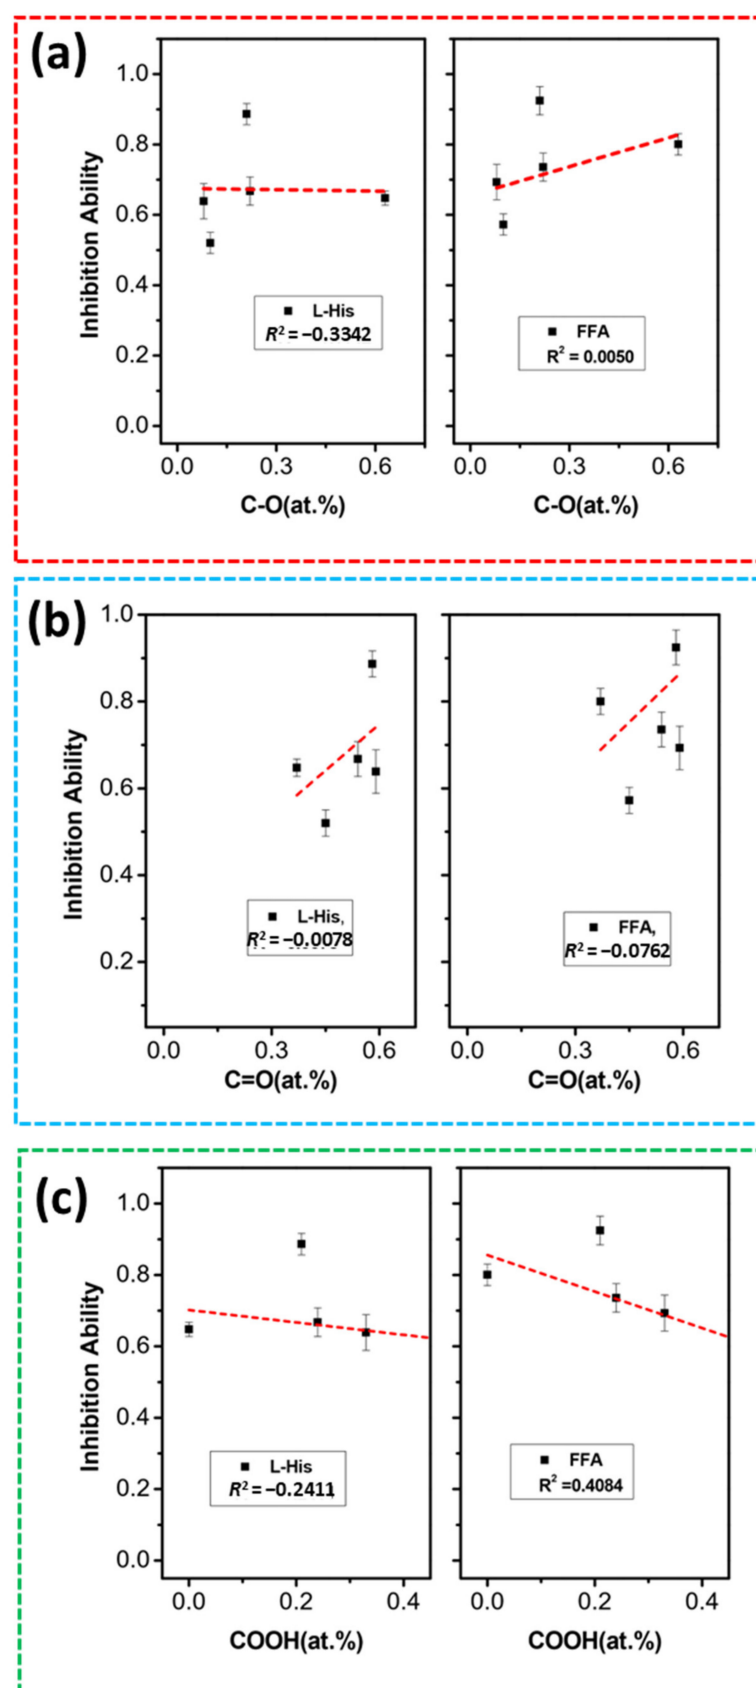 (a)
Inhibition Ability
1.0
0.8
0.6
0.4
0.2
0.0
L-His
R² = −0.3342
0.0 0.3 0.6
C-O(at.%)
FFA
R² = 0.0050
0.0 0.3 0.6
C-O(at.%)
(b)
Inhibition Ability
1.0
0.8
0.6
0.4
0.2
L-His,
R² = −0.0078
0.0 0.3 0.6
C=O(at.%)
FFA,
R² = −0.0762
0.0 0.3 0.6
C=O(at.%)
(c)
Inhibition Ability
1.0
0.8
0.6
0.4
0.2
0.0
L-His
R² = −0.2411
0.0 0.2 0.4
COOH(at.%)
FFA
R² =0.4084
0.0 0.2 0.4
COOH(at.%)